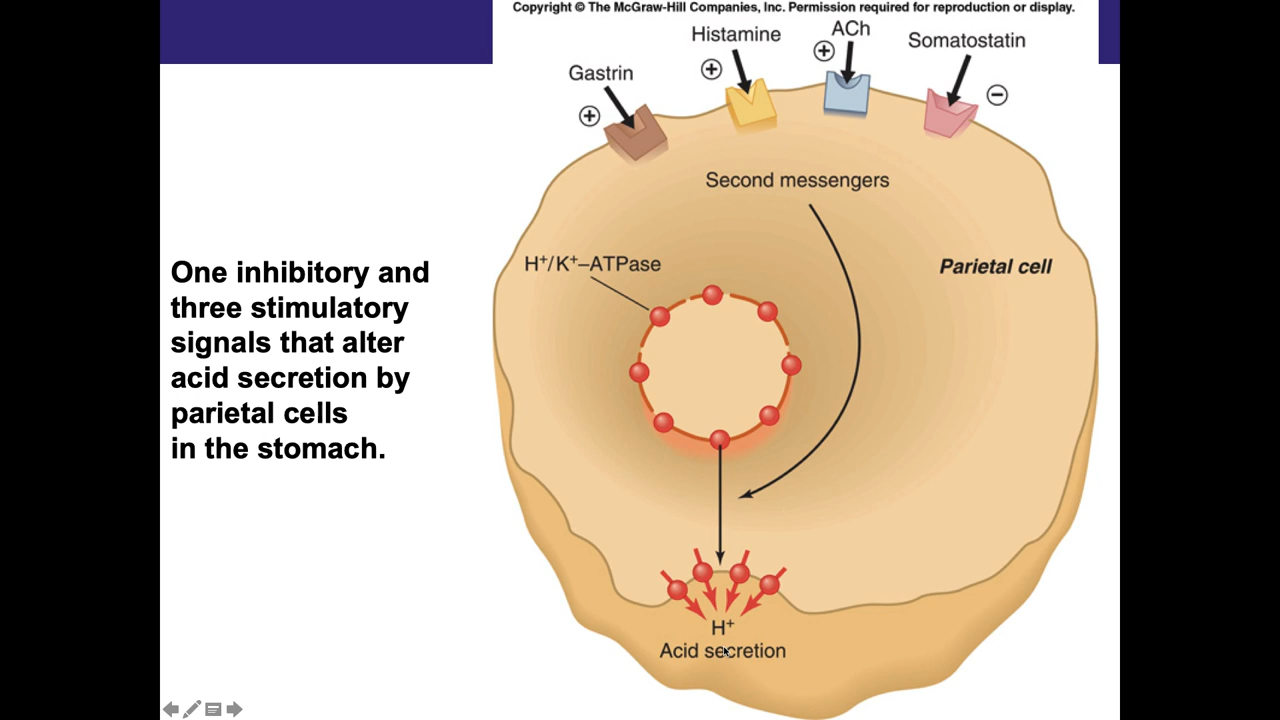 Copyright © The McGraw-Hill Companies, Inc. Permission required for reproduction or display.
Histamine
ACh
Somatostatin
Gastrin
+
+
+
−
Second messengers
H⁺/K⁺–ATPase
Parietal cell
One inhibitory and
three stimulatory
signals that alter
acid secretion by
parietal cells
in the stomach.
H⁺
Acid secretion